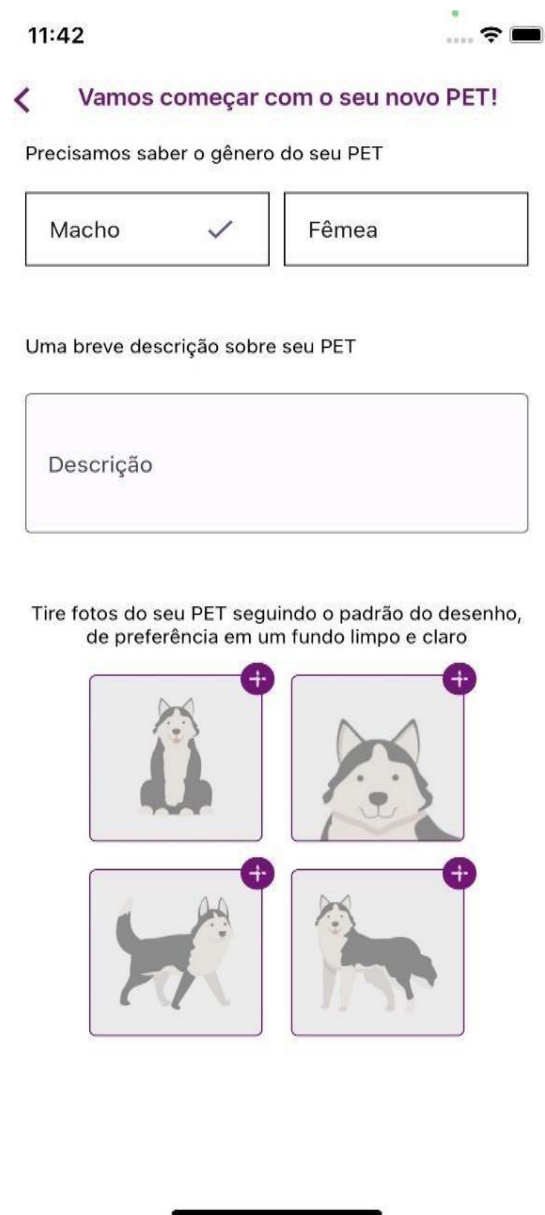 11:42
Vamos começar com o seu novo PET!
Precisamos saber o gênero do seu PET
Macho
Fêmea
Uma breve descrição sobre seu PET
Descrição
Tire fotos do seu PET seguindo o padrão do desenho,
de preferência em um fundo limpo e claro